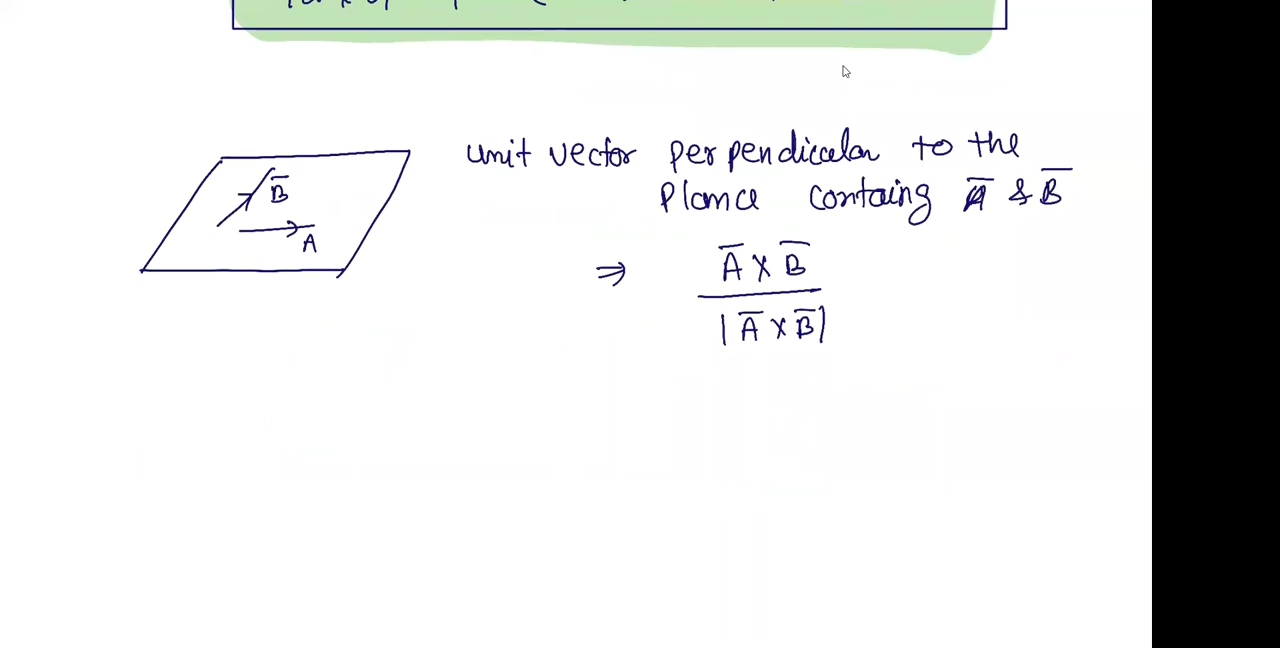 unit vector perpendicular to the
Plance containg A̅ & B̅
B̅
A̅
⇒ A̅ × B̅
|A̅ × B̅|